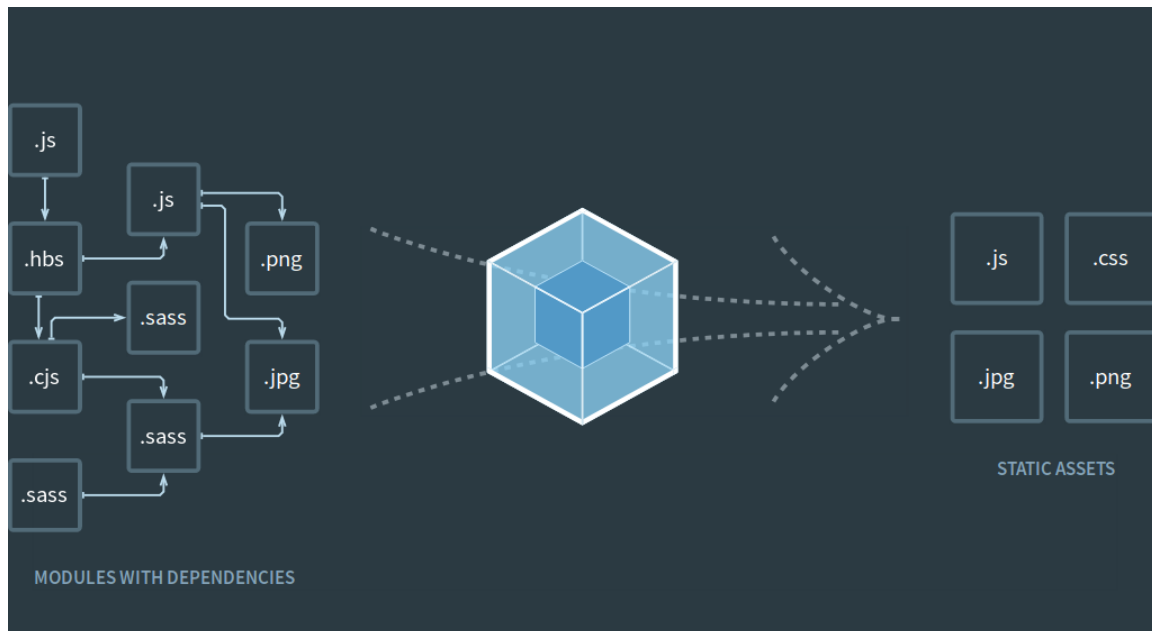 .js
.js
.hbs
.png
.sass
.cjs
.jpg
.sass
.sass
MODULES WITH DEPENDENCIES
.js
.css
.jpg
.png
STATIC ASSETS